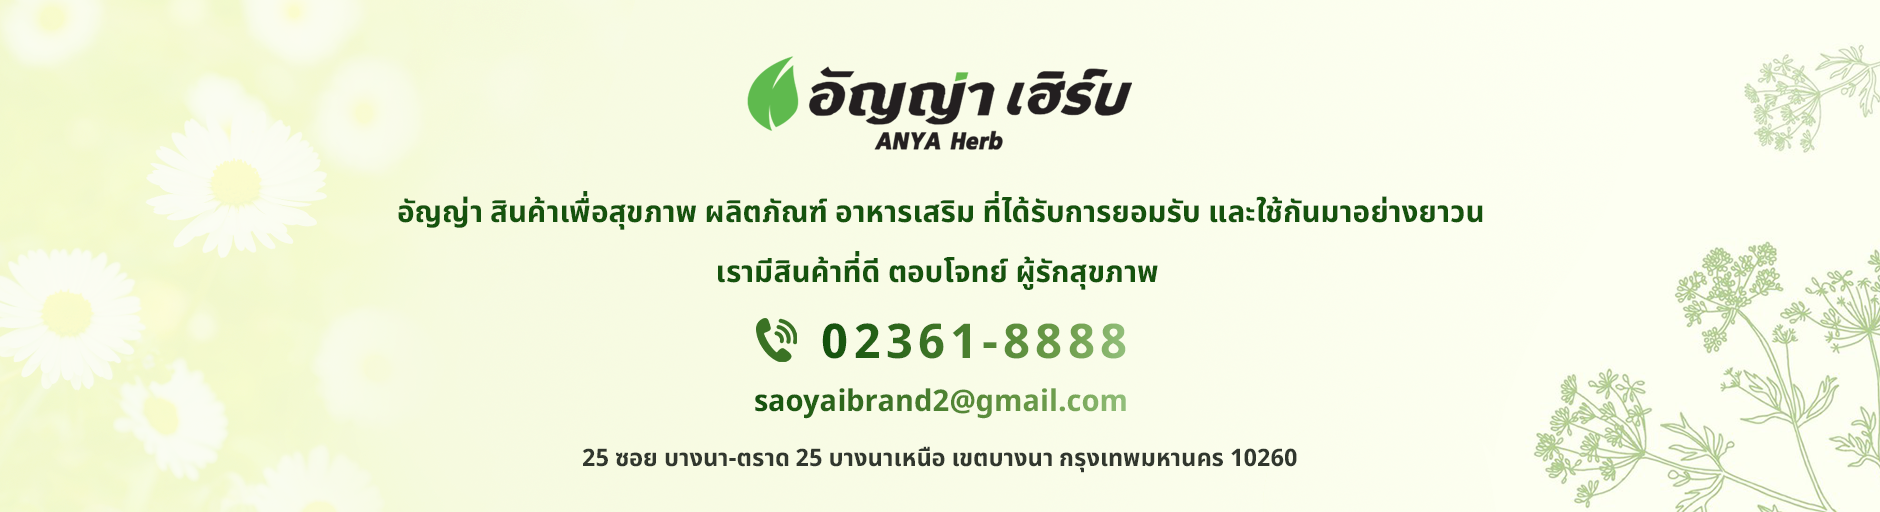 อัญญ่า เฮิร์บ
ANYA Herb
อัญญ่า สินค้าเพื่อสุขภาพ ผลิตภัณฑ์ อาหารเสริม ที่ได้รับการยอมรับ และใช้กันมาอย่างยาวน
เรามีสินค้าที่ดี ตอบโจทย์ ผู้รักสุขภาพ
02361-8888
saoyaibrand2@gmail.com
25 ซอย บางนา-ตราด 25 บางนาเหนือ เขตบางนา กรุงเทพมหานคร 10260